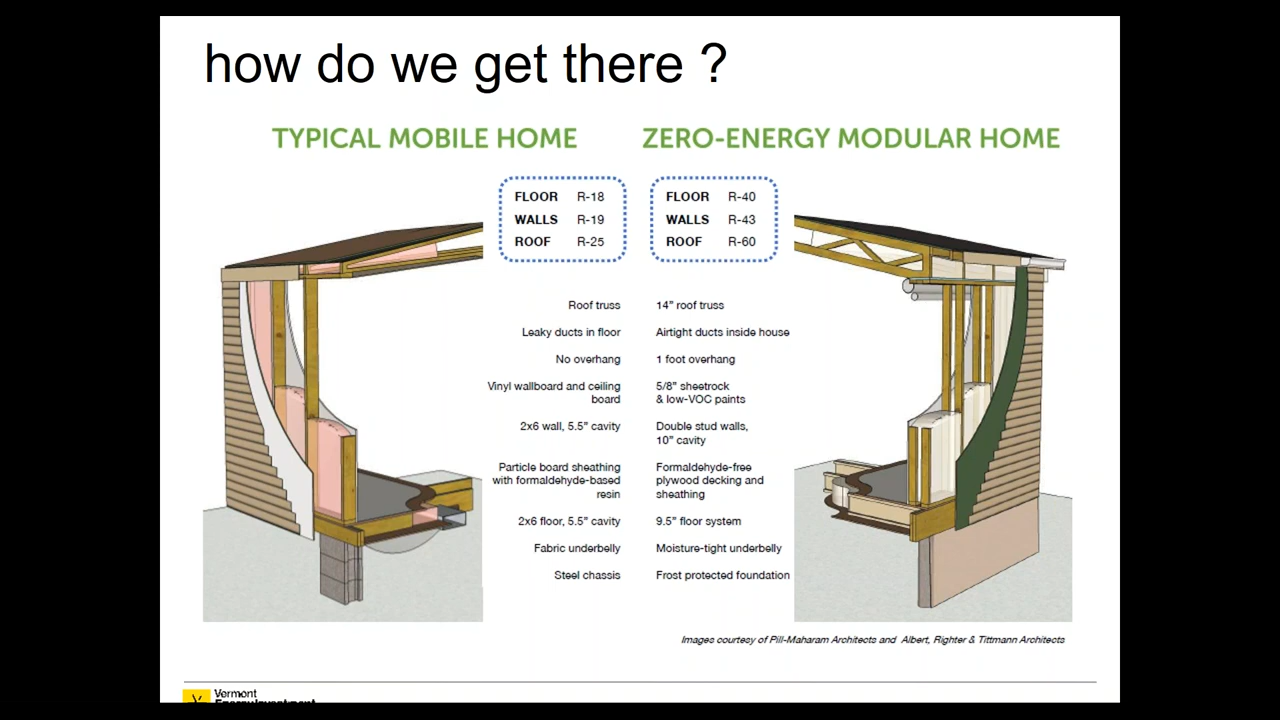 how do we get there ?
TYPICAL MOBILE HOME
ZERO-ENERGY MODULAR HOME
FLOOR R-18
WALLS R-19
ROOF R-25
FLOOR R-40
WALLS R-43
ROOF R-60
Roof truss
14” roof truss
Leaky ducts in floor
Airtight ducts inside house
No overhang
1 foot overhang
Vinyl wallboard and ceiling
board
5/8” sheetrock
& low-VOC paints
2x6 wall, 5.5” cavity
Double stud walls,
10” cavity
Particle board sheathing
with formaldehyde-based
resin
Formaldehyde-free
plywood decking and
sheathing
2x6 floor, 5.5” cavity
9.5” floor system
Fabric underbelly
Moisture-tight underbelly
Steel chassis
Frost protected foundation
Images courtesy of Pill-Maharam Architects and Albert, Righter & Tittmann Architects
Vermont
Energy Investment